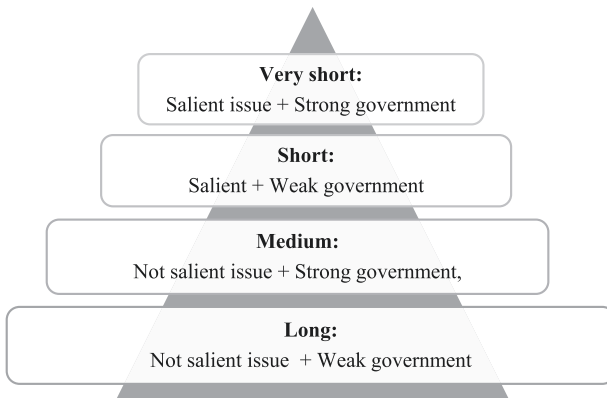 Very short:
Salient issue + Strong government
Short:
Salient + Weak government
Medium:
Not salient issue + Strong government,
Long:
Not salient issue + Weak government